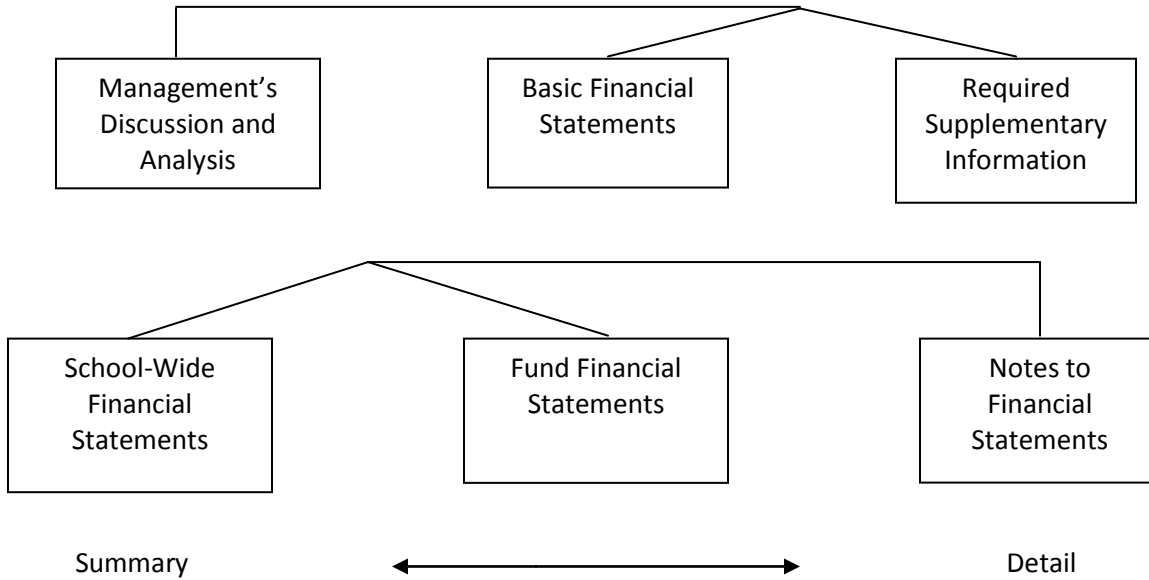 Management’s
Discussion and
Analysis
Basic Financial
Statements
Required
Supplementary
Information
School-Wide
Financial
Statements
Fund Financial
Statements
Notes to
Financial
Statements
Summary
Detail